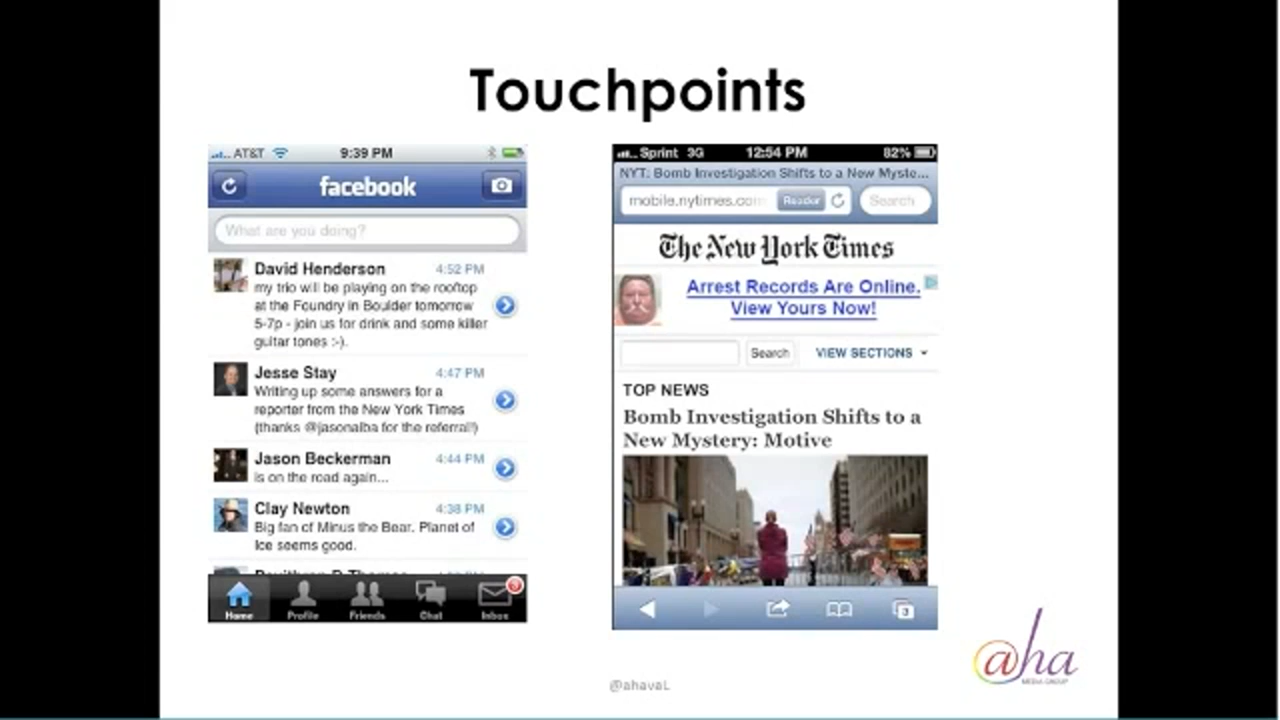 Touchpoints
AT&T 9:39 PM
facebook
What are you doing?
David Henderson 4:52 PM
my trio will be playing on the rooftop
at the Foundry in Boulder tomorrow
5-7p - join us for drink and some killer
guitar tones :-).
Jesse Stay 4:47 PM
Writing up some answers for a
reporter from the New York Times
(thanks @jasonalba for the referral!)
Jason Beckerman 4:44 PM
is on the road again...
Clay Newton 4:38 PM
Big fan of Minus the Bear. Planet of
Ice seems good.
Home Profile Friends Chat Inbox
Sprint 3G 12:54 PM 82%
NYT: Bomb Investigation Shifts to a New Myste...
mobile.nytimes.com Reader Search
The New York Times
Arrest Records Are Online.
View Yours Now!
Search VIEW SECTIONS
TOP NEWS
Bomb Investigation Shifts to a
New Mystery: Motive
3
@ahavaL
@ha
MEDIA GROUP